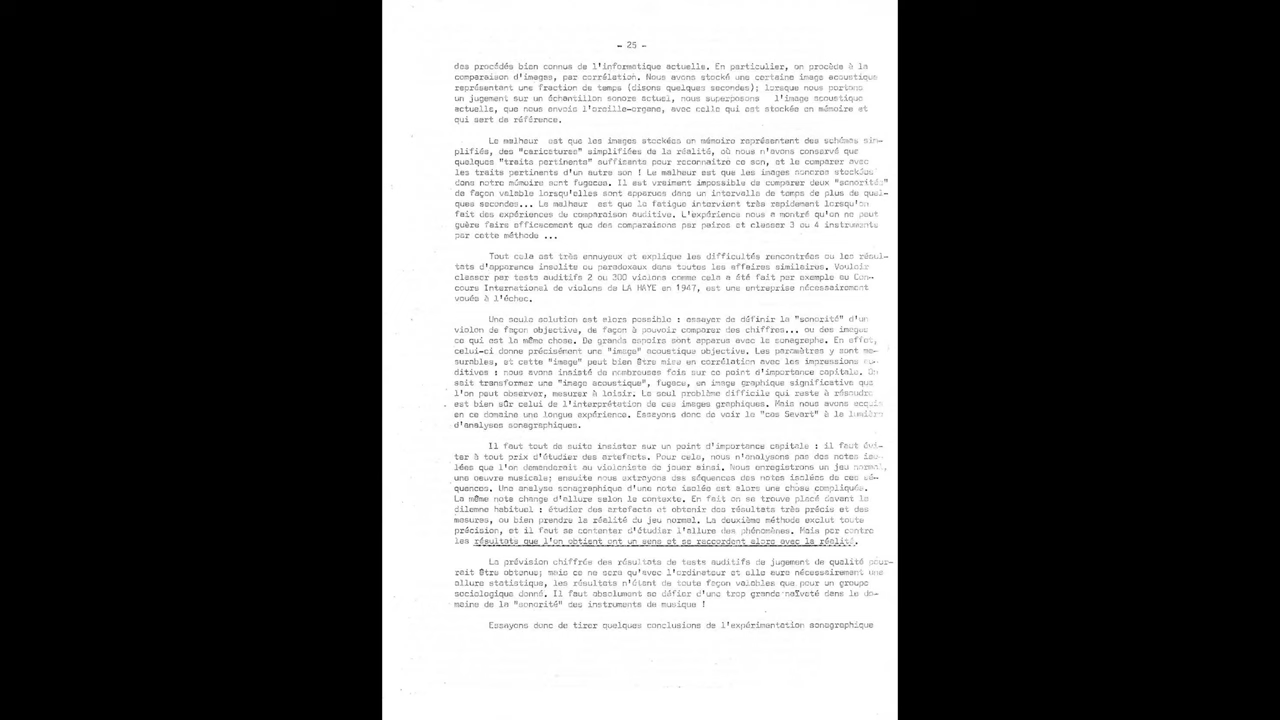 - 25 -
des procédés bien connus de l'informatique actuelle. En particulier, on procède à la
comparaison d'images, par corrélation. Nous avons stocké une certaine image acoustique
représentant une fraction de temps (disons quelques secondes); lorsque nous portons
un jugement sur un échantillon sonore actuel, nous superposons l'image acoustique
actuelle, que nous envoie l'oreille-organe, avec celle qui est stockée en mémoire et
qui sert de référence.
Le malheur est que les images stockées en mémoire représentent des schémas sim-
plifiés, des "caricatures" simplifiées de la réalité, où nous n'avons conservé que
quelques "traits pertinents" suffisants pour reconnaitre ce son, et le comparer avec
les traits pertinents d'un autre son ! Le malheur est que les images sonores stockées
dans notre mémoire sont fugaces. Il est vraiment impossible de comparer deux "sonorités"
de façon valable lorsqu'elles sont apparues dans un intervalle de temps de plus de quel-
ques secondes... Le malheur est que la fatigue intervient très rapidement lorsqu'on
fait des expériences de comparaison auditive. L'expérience nous a montré qu'on ne peut
guère faire efficacement que des comparaisons par paires et classer 3 ou 4 instruments
par cette méthode ...
Tout cela est très ennuyeux et explique les difficultés rencontrées ou les résul-
tats d'apparence insolite ou paradoxaux dans toutes les affaires similaires. Vouloir
classer par tests auditifs 2 ou 300 violons comme cela a été fait par exemple au Con-
cours International de violons de LA HAYE en 1947, est une entreprise nécessairement
vouée à l'échec.
Une seule solution est alors possible : essayer de définir la "sonorité" d'un
violon de façon objective, de façon à pouvoir comparer des chiffres... ou des images
ce qui est la même chose. De grands espoirs sont apparus avec le sonagraphe. En effet,
celui-ci donne précisément une "image" acoustique objective. Les paramètres y sont me-
surables, et cette "image" peut bien être mise en corrélation avec les impressions au-
ditives : nous avons insisté de nombreuses fois sur ce point d'importance capitale. On
sait transformer une "image acoustique", fugace, en image graphique significative que
l'on peut observer, mesurer à loisir. Le seul problème difficile qui reste à résoudre
est bien sûr celui de l'interprétation de ces images graphiques. Mais nous avons acquis
en ce domaine une longue expérience. Essayons donc de voir le "cas Savart" à la lumière
d'analyses sonagraphiques.
Il faut tout de suite insister sur un point d'importance capitale : il faut évi-
ter à tout prix d'étudier des artefacts. Pour cela, nous n'analysons pas des notes iso-
lées que l'on demanderait au violoniste de jouer ainsi. Nous enregistrons un jeu normal,
une oeuvre musicale; ensuite nous extrayons des séquences des notes isolées de ces sé-
quences. Une analyse sonagraphique d'une note isolée est alors une chose compliquée.
La même note change d'allure selon le contexte. En fait on se trouve placé devant le
dilemne habituel : étudier des artefacts et obtenir des résultats très précis et des
mesures, ou bien prendre la réalité du jeu normal. La deuxième méthode exclut toute
précision, et il faut se contenter d'étudier l'allure des phénomènes. Mais par contre
les résultats que l'on obtient ont un sens et se raccordent alors avec la réalité.
La prévision chiffrée des résultats de tests auditifs de jugement de qualité pour-
rait être obtenue; mais ce ne sera qu'avec l'ordinateur et elle aura nécessairement une
allure statistique, les résultats n'étant de toute façon valables que pour un groupe
sociologique donné. Il faut absolument se défier d'une trop grande naïveté dans le do-
maine de la "sonorité" des instruments de musique !
Essayons donc de tirer quelques conclusions de l'expérimentation sonagraphique